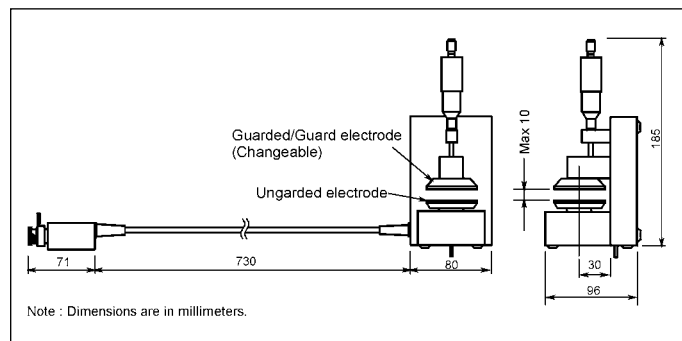 Guarded/Guard electrode
(Changeable)
Ungarded electrode
71
730
80
Max 10
185
30
96
Note : Dimensions are in millimeters.